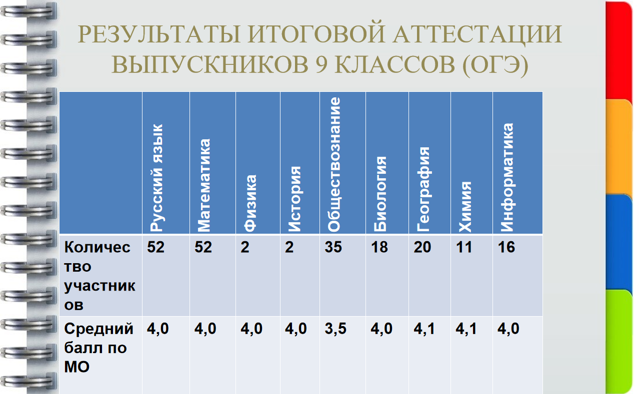 РЕЗУЛЬТАТЫ ИТОГОВОЙ АТТЕСТАЦИИ
ВЫПУСКНИКОВ 9 КЛАССОВ (ОГЭ)
Русский язык
Математика
Физика
История
Обществознание
Биология
География
Химия
Информатика
Количес
тво
участник
ов
52 52 2 2 35 18 20 11 16
Средний
балл по
МО
4,0 4,0 4,0 4,0 3,5 4,0 4,1 4,1 4,0